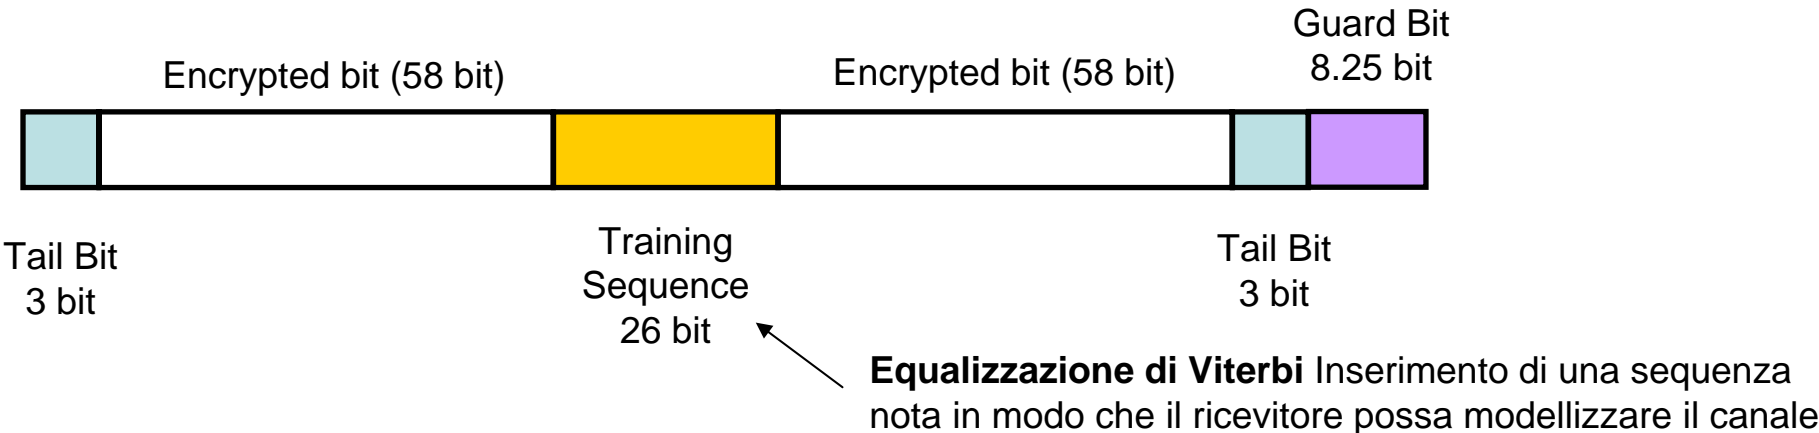 Guard Bit
8.25 bit
Encrypted bit (58 bit)
Encrypted bit (58 bit)
Tail Bit
3 bit
Training
Sequence
26 bit
Tail Bit
3 bit
Equalizzazione di Viterbi Inserimento di una sequenza
nota in modo che il ricevitore possa modellizzare il canale